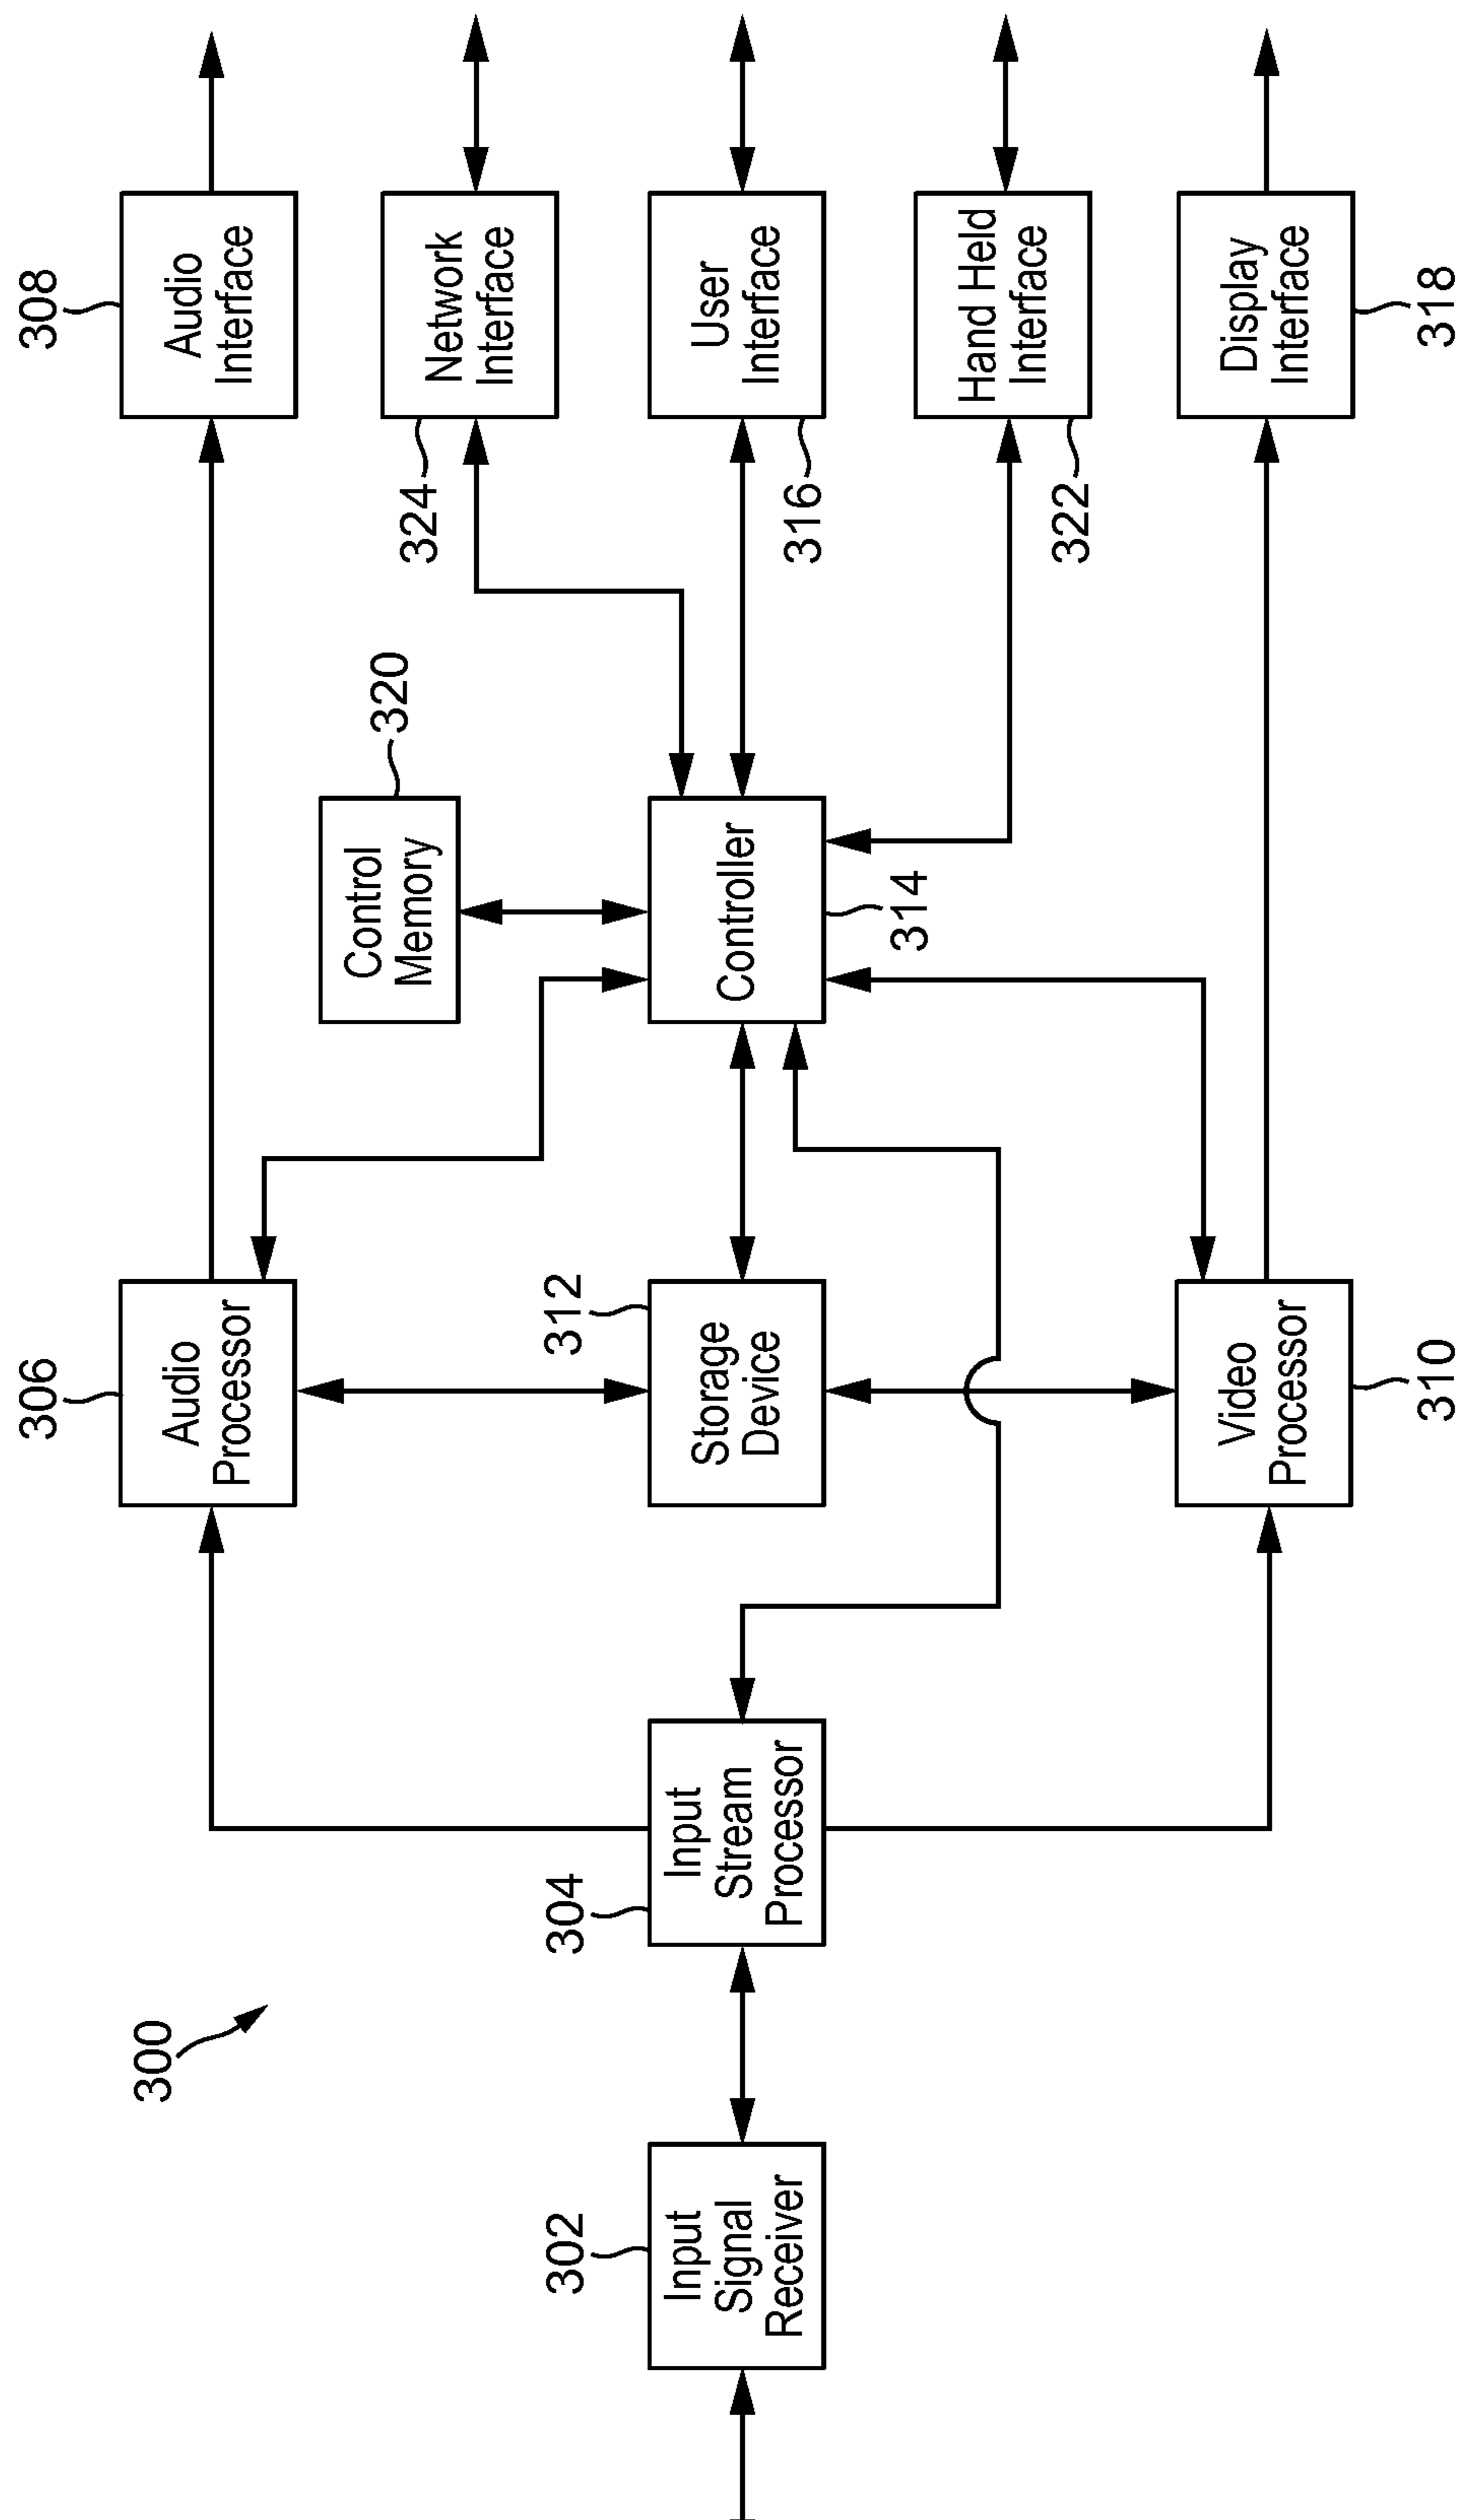 300
302
Input
Signal
Receiver
304
Input
Stream
Processor
306
Audio
Processor
312
Storage
Device
Video
Processor
310
320
Control
Memory
Controller
314
308
Audio
Interface
324
Network
Interface
316
User
Interface
322
Hand Held
Interface
Display
Interface
318